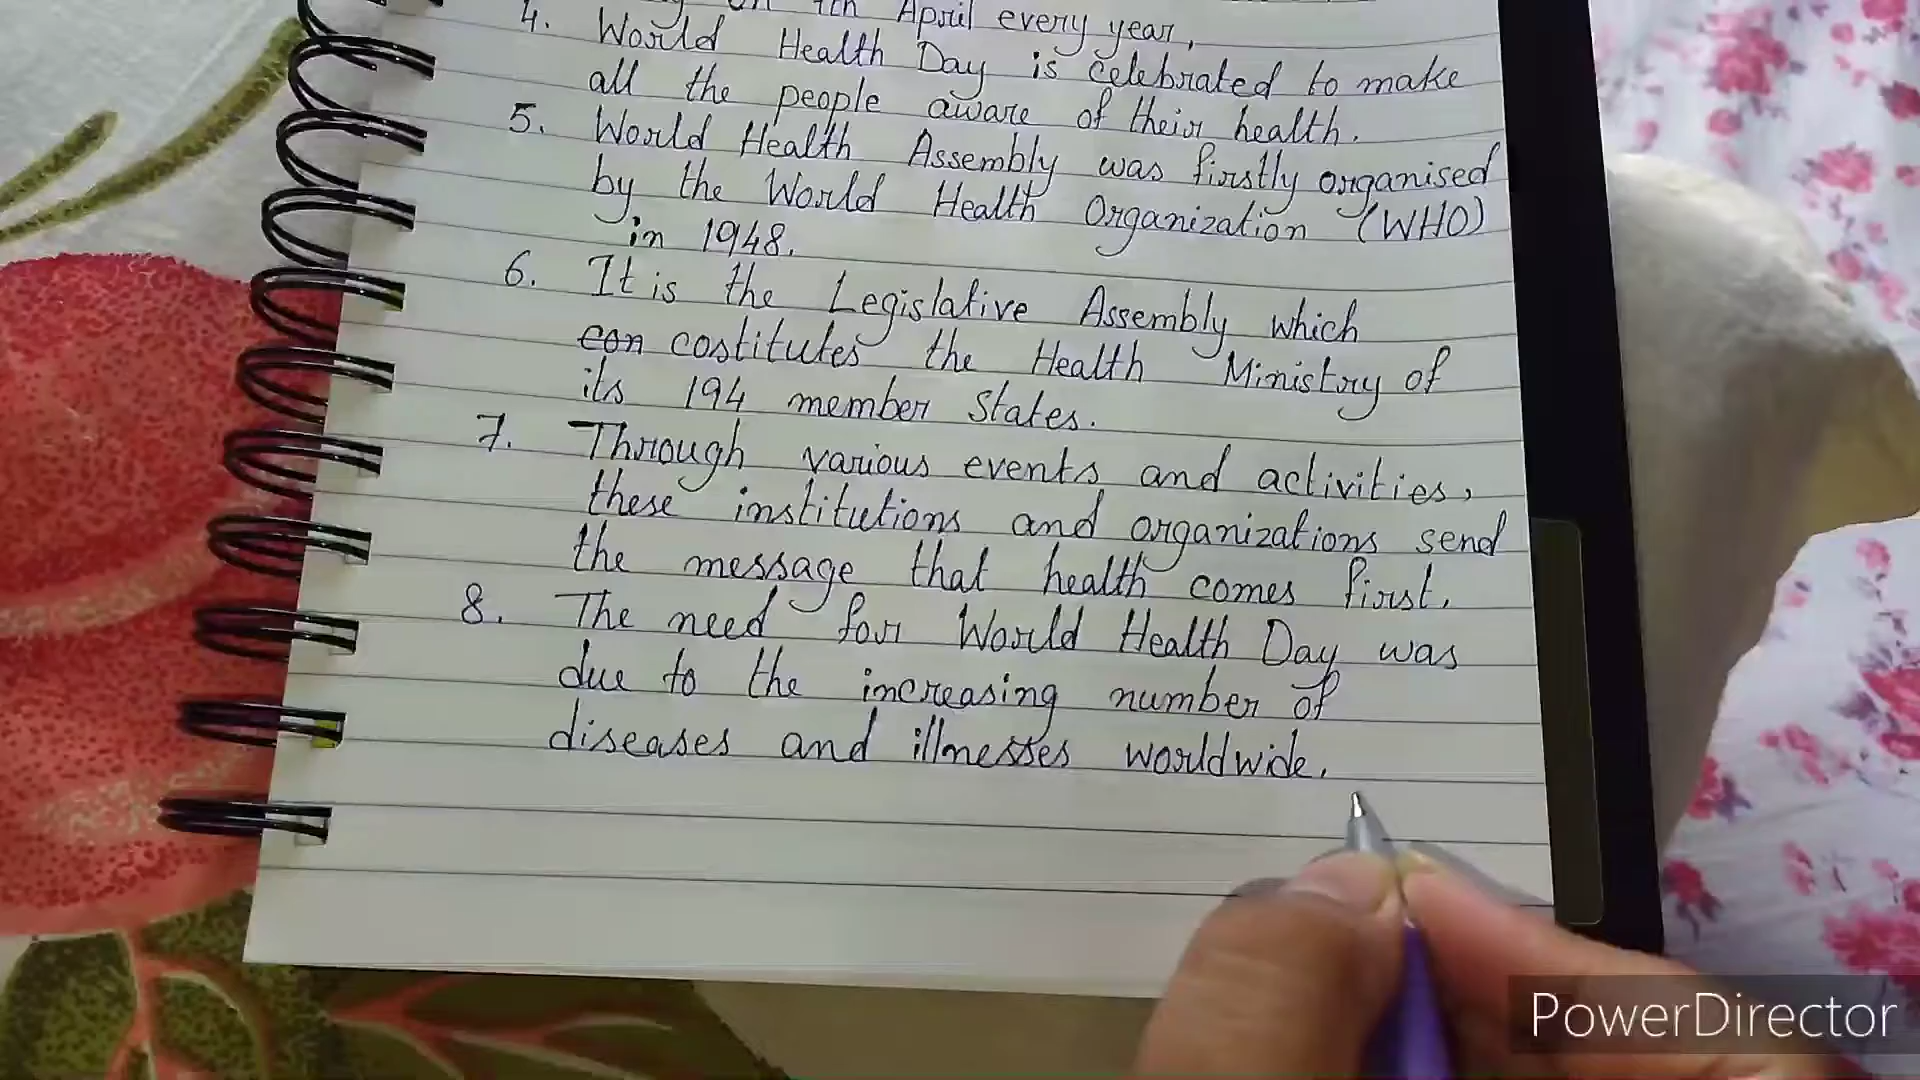 on 7th April every year,
4. World Health Day is celebrated to make
all the people aware of their health.
5. World Health Assembly was firstly organised
by the World Health Organization (WHO)
in 1948.
6. It is the Legislative Assembly which
con costitutes the Health Ministry of
its 194 member states.
7. Through various events and activities,
these institutions and organizations send
the message that health comes first.
8. The need for World Health Day was
due to the increasing number of
diseases and illnesses worldwide.
PowerDirector